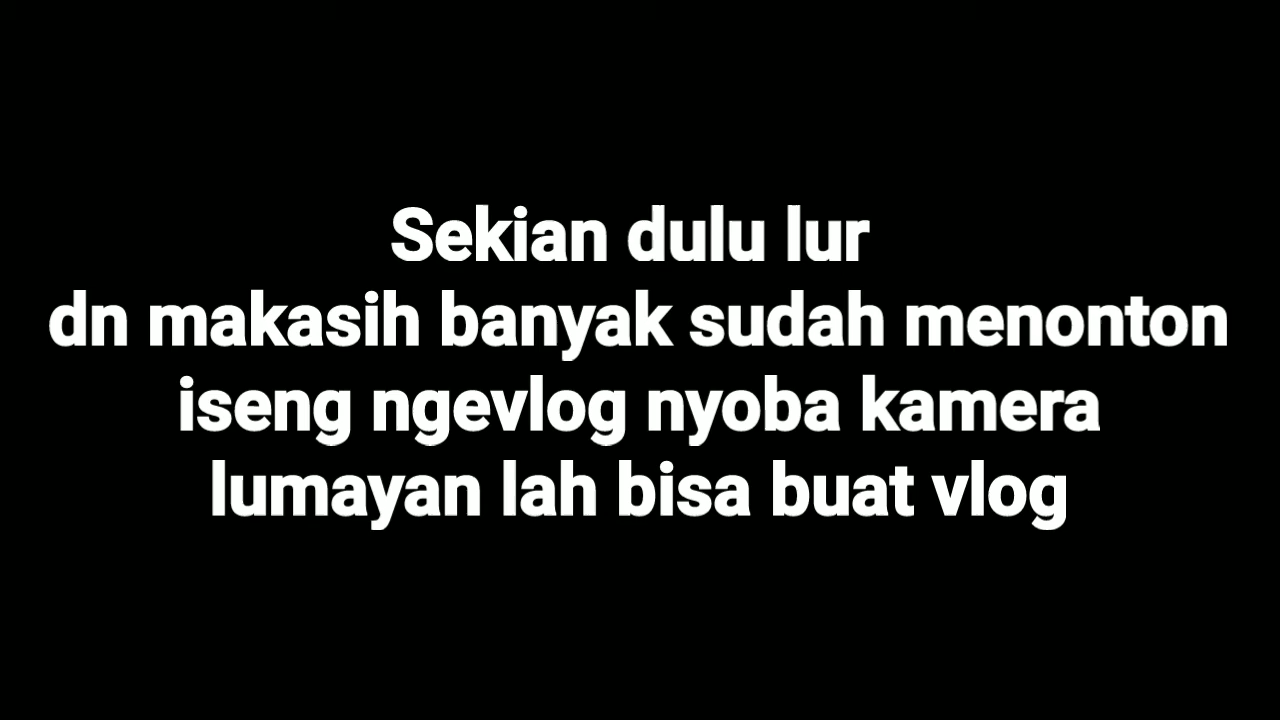 Sekian dulu lur
dn makasih banyak sudah menonton
iseng ngevlog nyoba kamera
lumayan lah bisa buat vlog